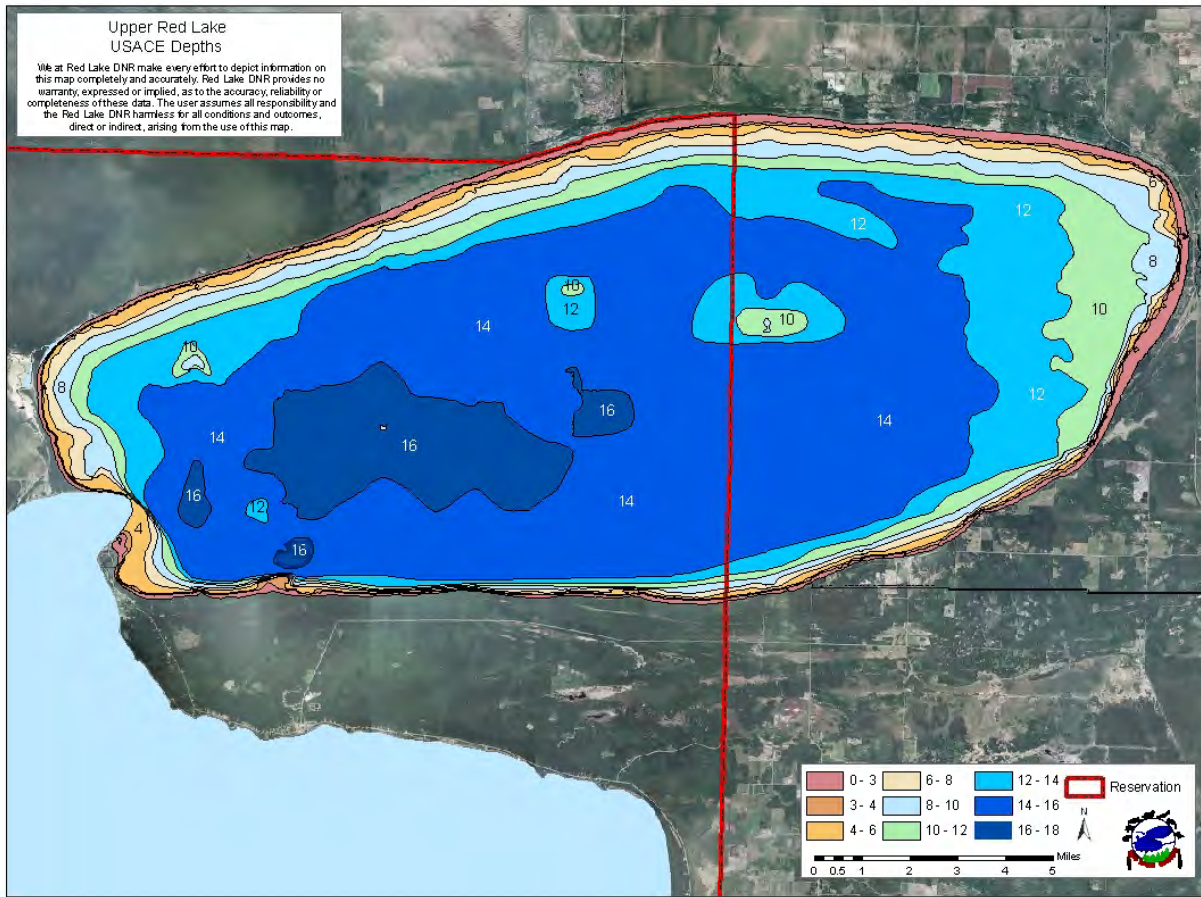 Upper Red Lake
USACE Depths
We at Red Lake DNR make every effort to depict information on
this map completely and accurately. Red Lake DNR provides no
warranty, expressed or implied, as to the accuracy, reliability or
completeness of these data. The user assumes all responsibility and
the Red Lake DNR harmless for all conditions and outcomes,
direct or indirect, arising from the use of this map.
6
12
12
8
10
12
10
10
14
10
8
12
16
14
14
16
14
16
12
14
4
16
0 - 3
6 - 8
12 - 14
Reservation
3 - 4
8 - 10
14 - 16
N
4 - 6
10 - 12
16 - 18
Miles
0 0.5 1 2 3 4 5